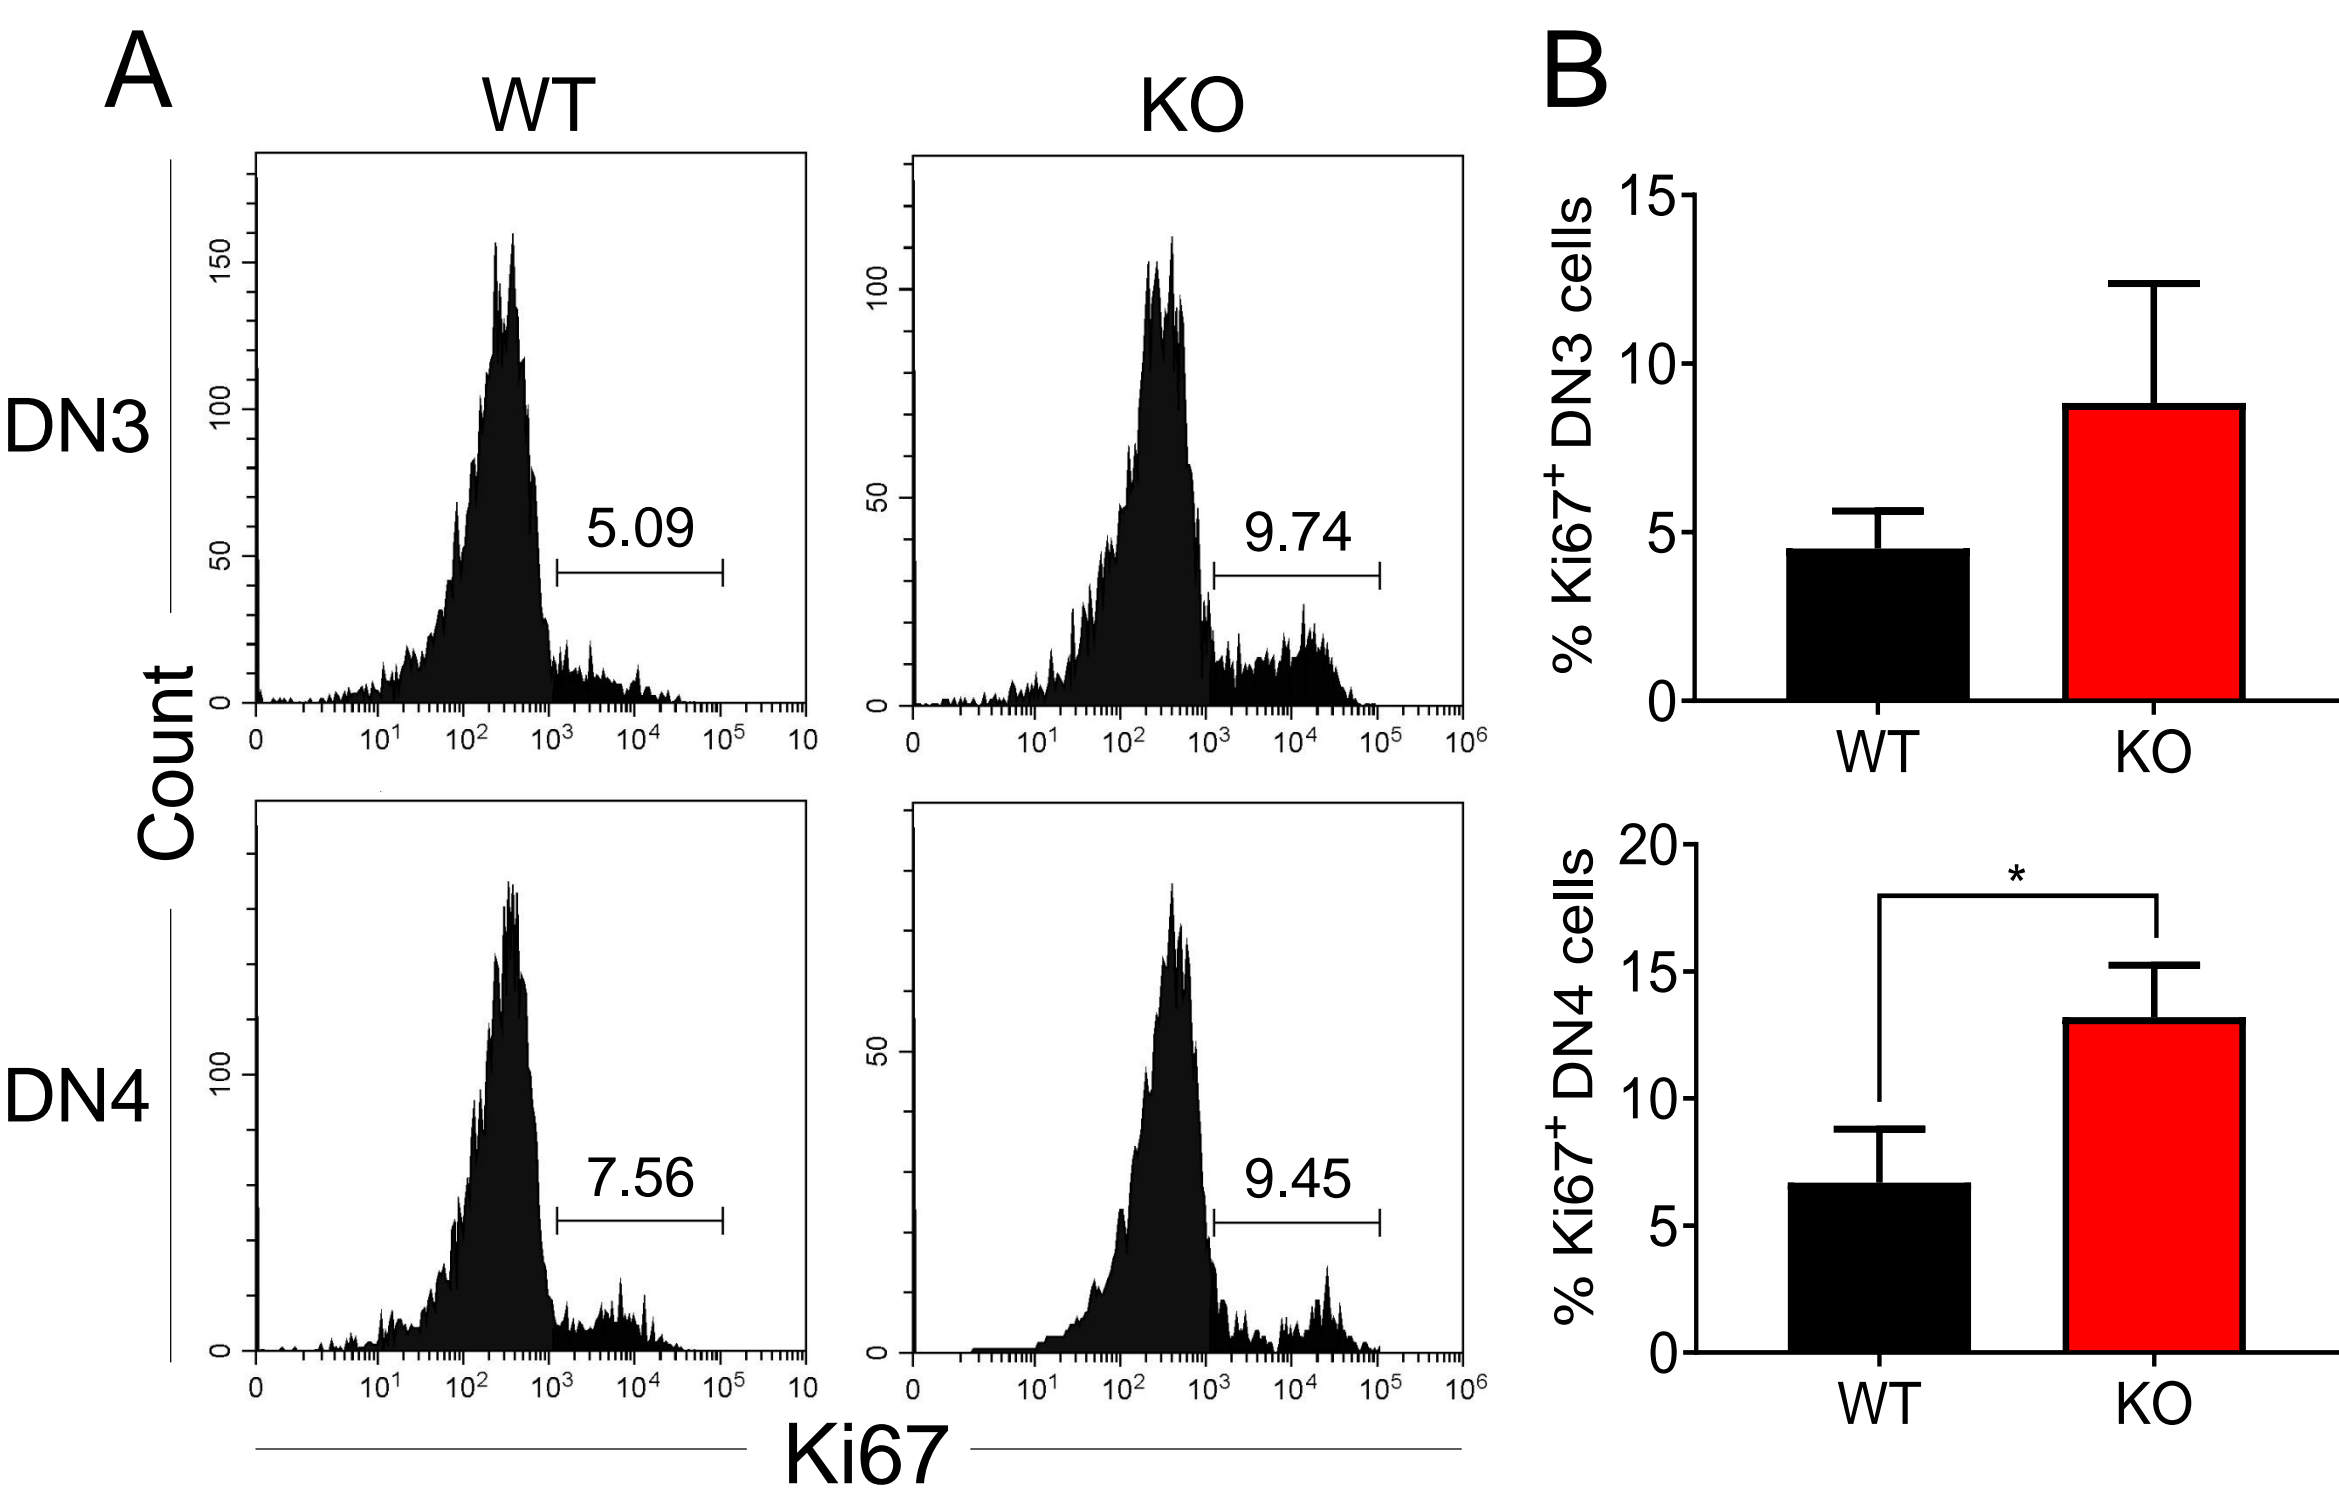 A
B
WT
KO
DN3
DN4
Count
Ki67
150
100
50
0
5.09
0 10¹ 10² 10³ 10⁴ 10⁵ 10
100
50
0
9.74
0 10¹ 10² 10³ 10⁴ 10⁵ 10⁶
100
0
7.56
0 10¹ 10² 10³ 10⁴ 10⁵ 10
50
0
9.45
0 10¹ 10² 10³ 10⁴ 10⁵ 10⁶
% Ki67⁺ DN3 cells
15
10
5
0
WT KO
% Ki67⁺ DN4 cells
20
15
10
5
0
*
WT KO